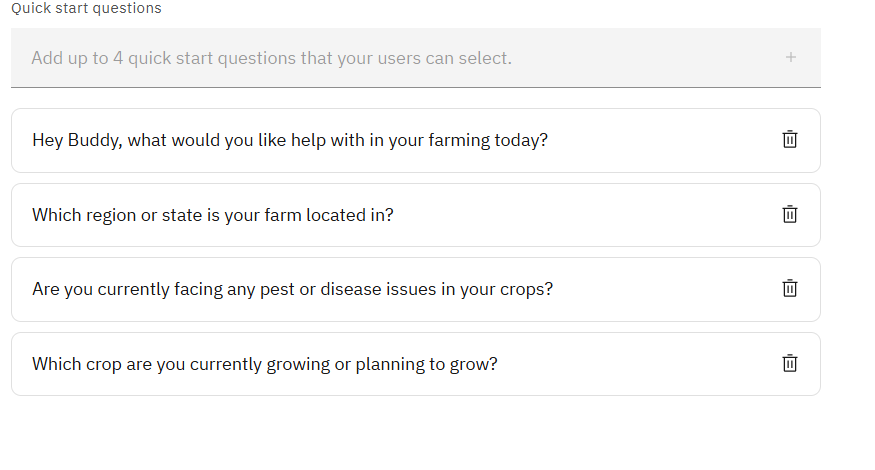 Quick start questions
Add up to 4 quick start questions that your users can select.
Hey Buddy, what would you like help with in your farming today?
Which region or state is your farm located in?
Are you currently facing any pest or disease issues in your crops?
Which crop are you currently growing or planning to grow?